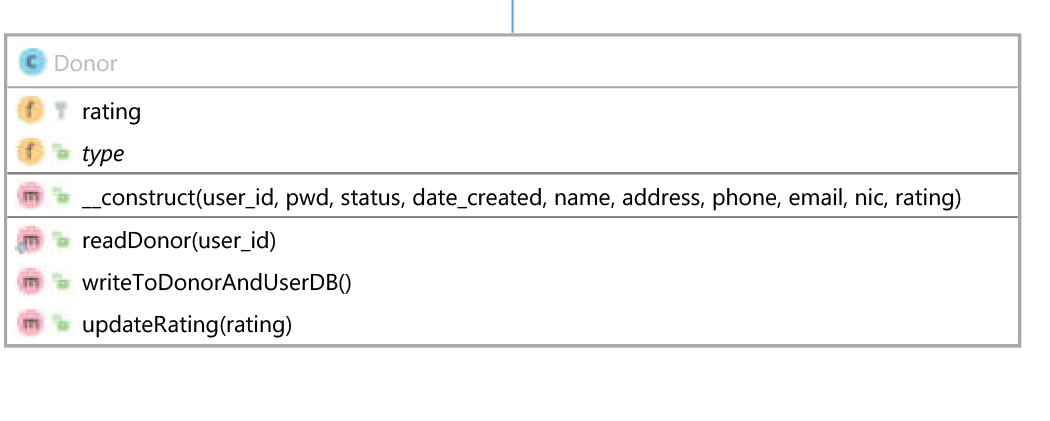 C Donor
f rating
f type
m __construct(user_id, pwd, status, date_created, name, address, phone, email, nic, rating)
m readDonor(user_id)
m writeToDonorAndUserDB()
m updateRating(rating)